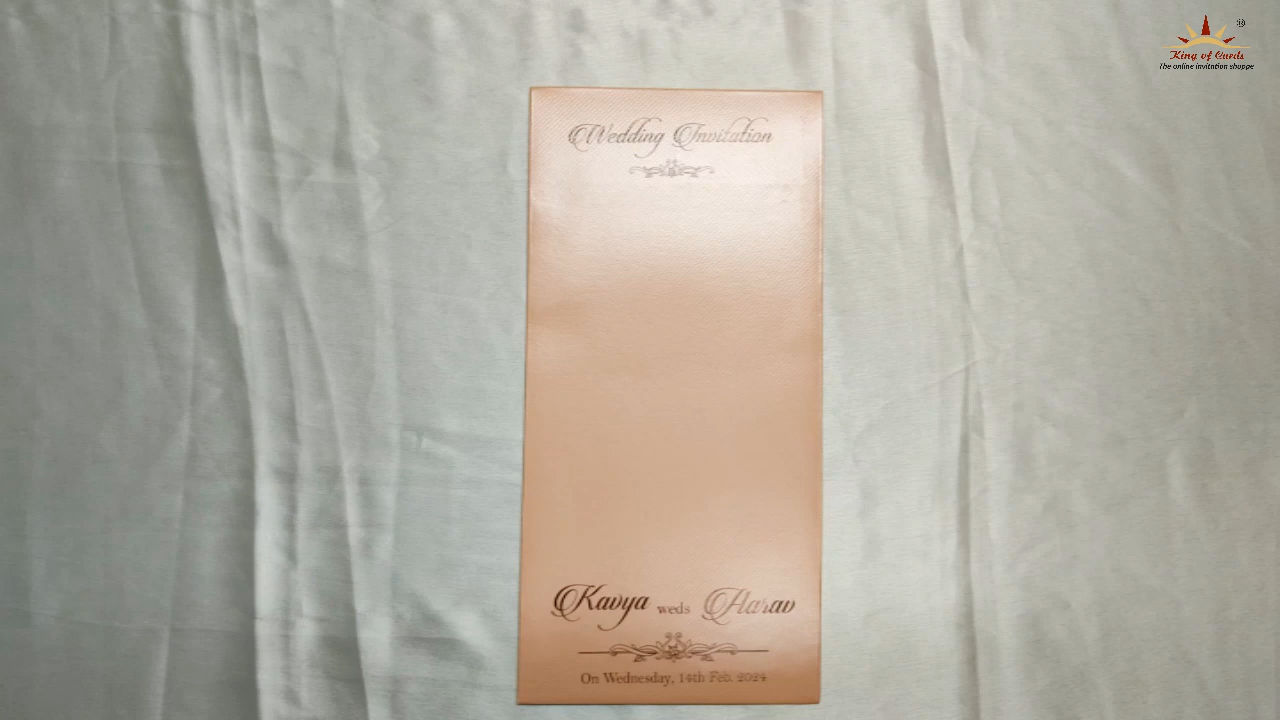 ®
King of Cards
The online invitation shoppe
Wedding Invitation
Kavya weds Aarav
On Wednesday, 14th Feb. 2024